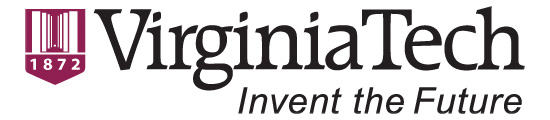 1872
VirginiaTech
Invent the Future